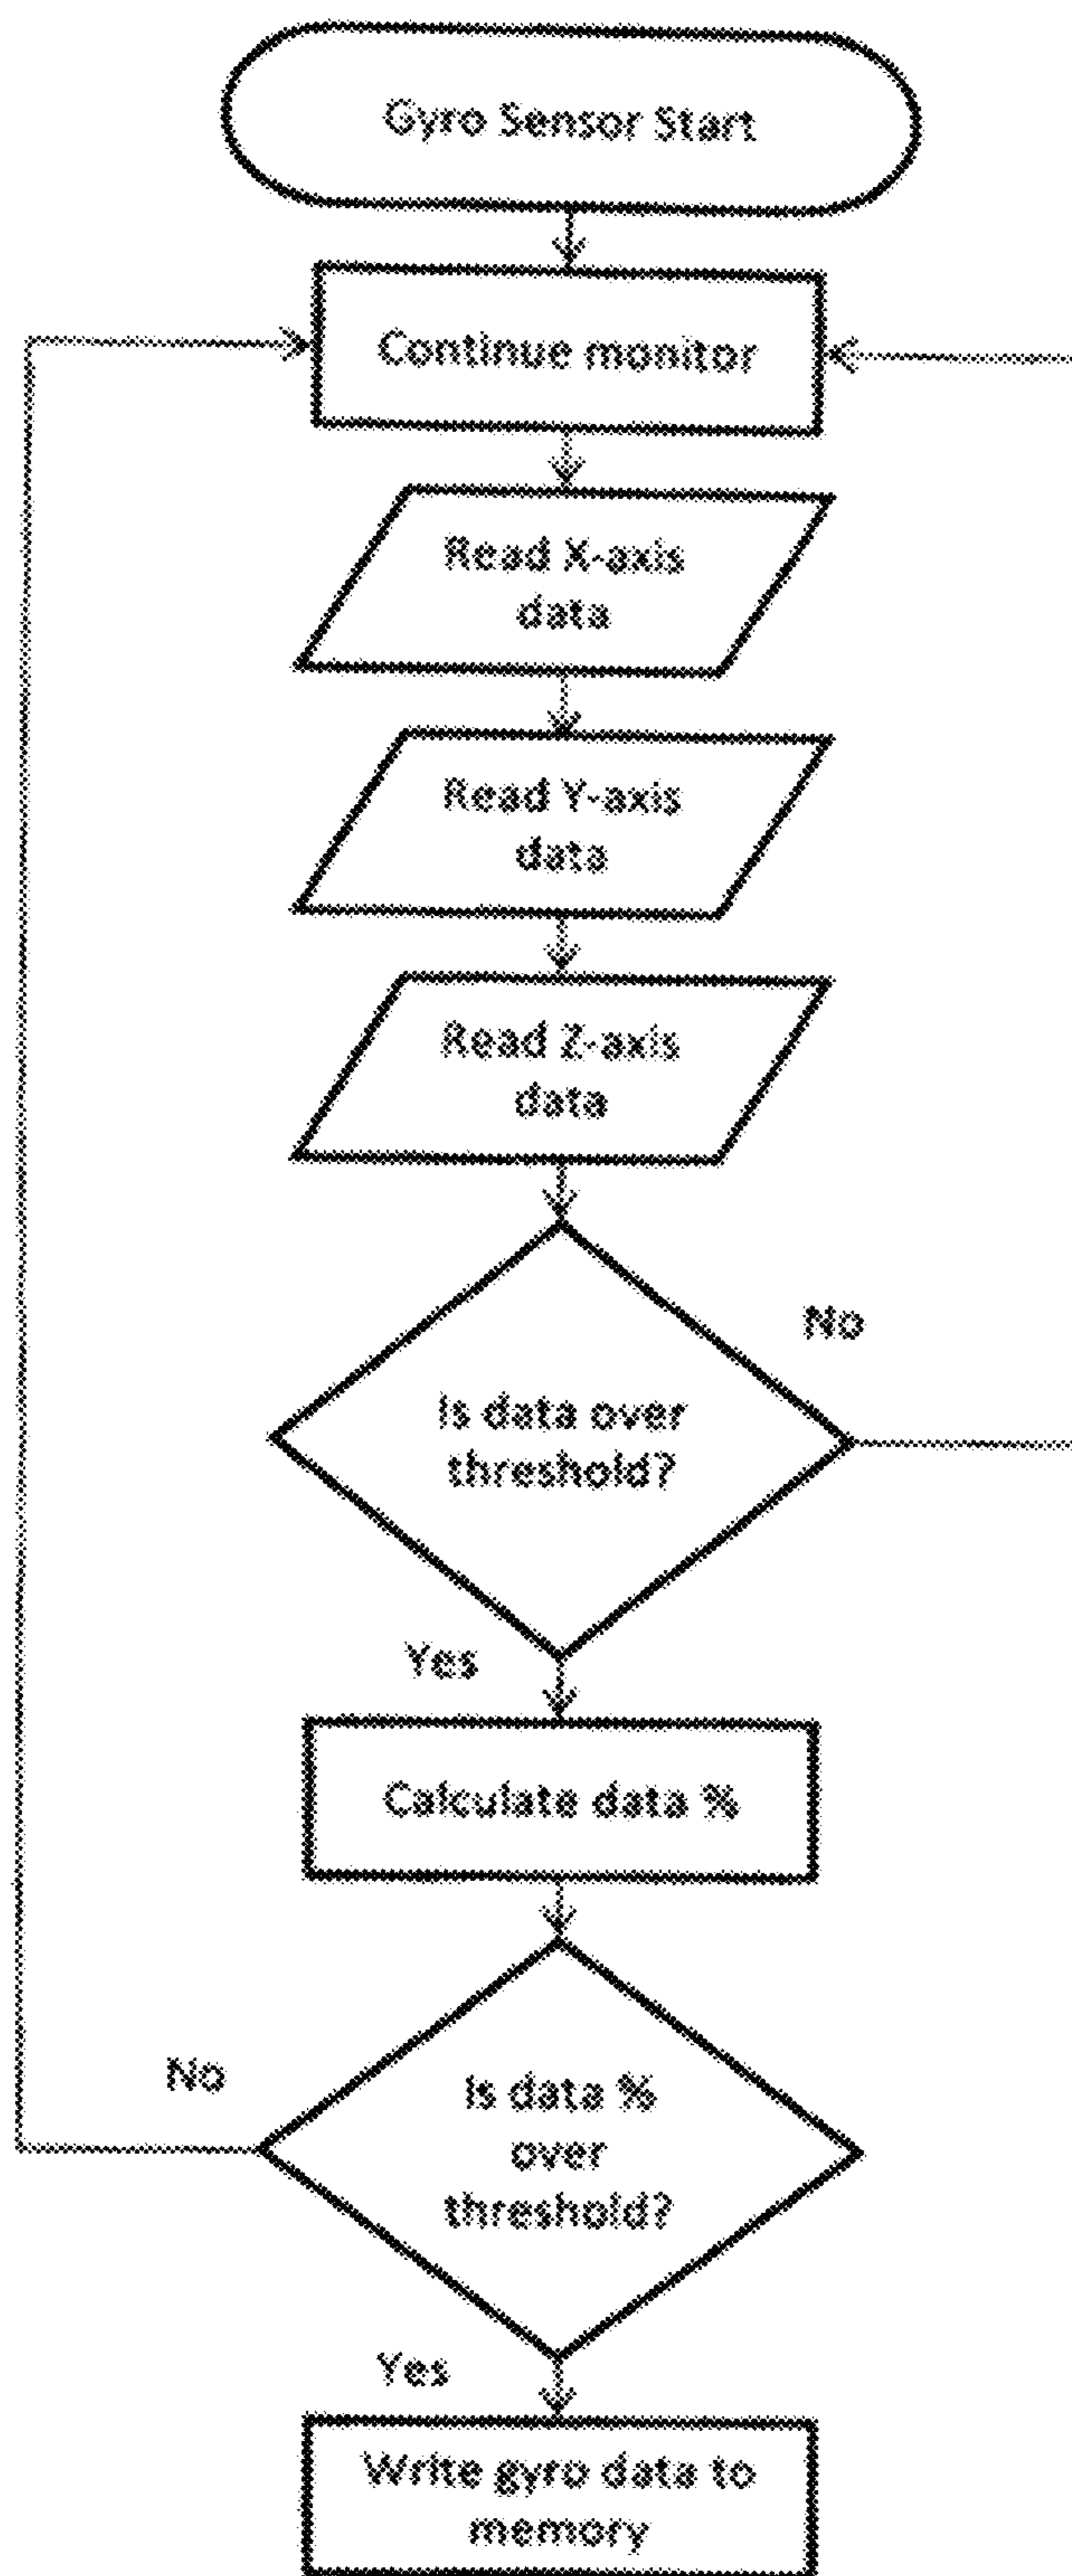 Gyro Sensor Start
Continue monitor
Read X-axis
data
Read Y-axis
data
Read Z-axis
data
No
Is data over
threshold?
Yes
Calculate data %
No
Is data %
over
threshold?
Yes
Write gyro data to
memory